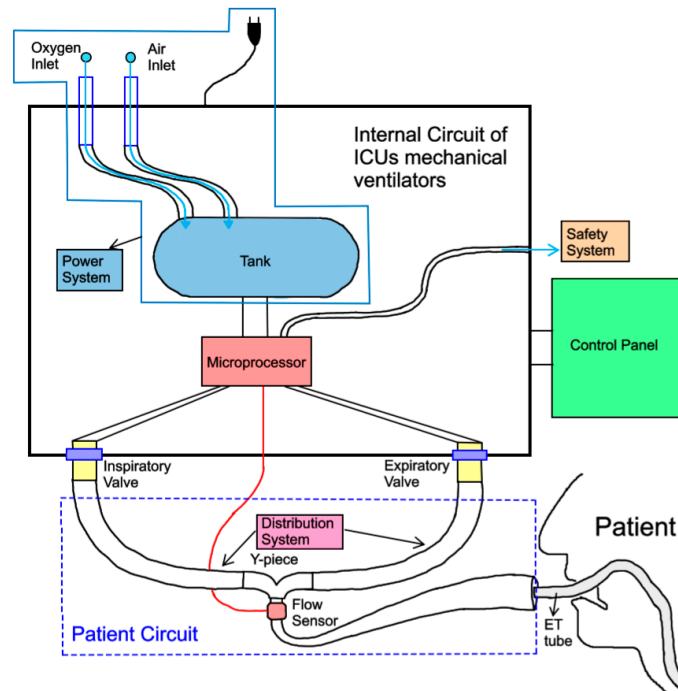 Oxygen
Inlet
Air
Inlet
Internal Circuit of
ICUs mechanical
ventilators
Safety
System
Power
System
Tank
Microprocessor
Control Panel
Inspiratory
Valve
Expiratory
Valve
Distribution
System
Y-piece
Patient
Flow
Sensor
Patient Circuit
ET
tube